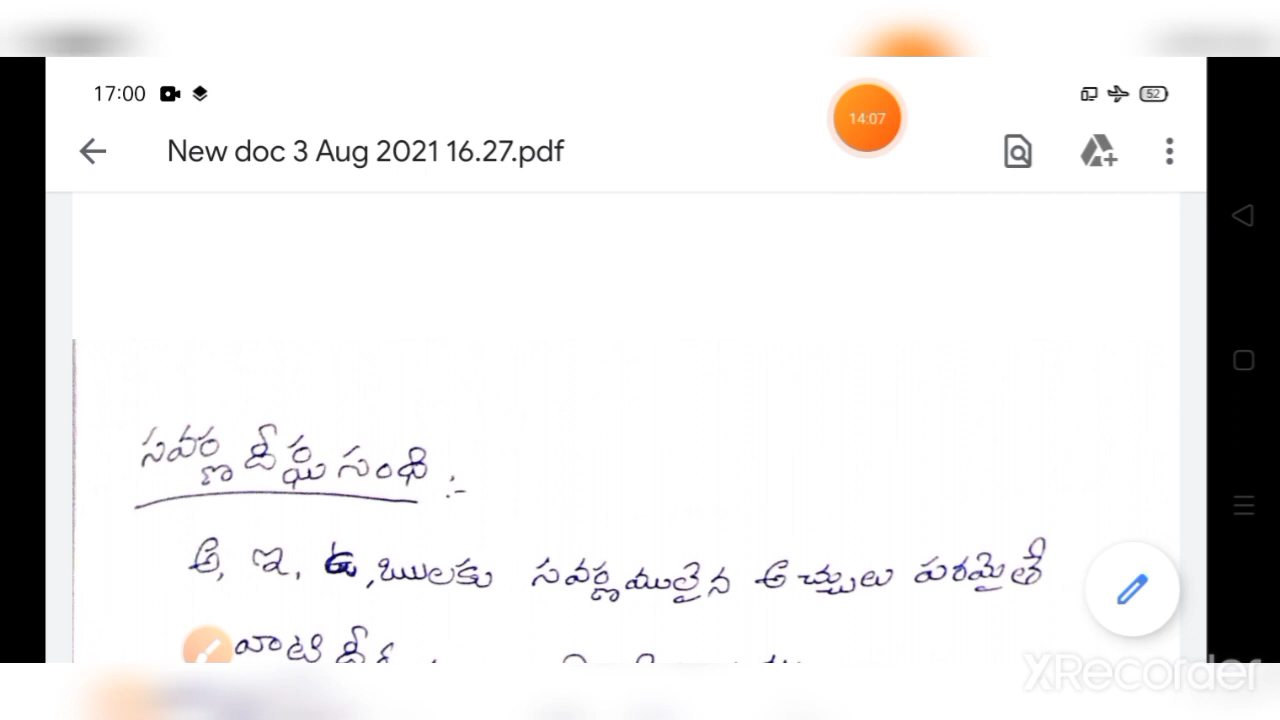 17:00
52
14:07
New doc 3 Aug 2021 16.27.pdf
సవర్ణ దీర్ఘ సంధి :-
అ, ఇ, ఉ, ఋలకు సవర్ణములైన అచ్చులు పరమైతే
వాటి
XRecorder